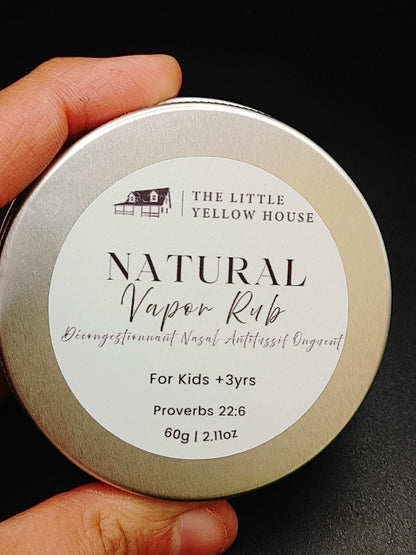 THE LITTLE
YELLOW HOUSE
NATURAL
Vapor Rub
Décongestionnant Nasal Antitussif Onguent
For Kids +3yrs
Proverbs 22:6
60g | 2.11oz